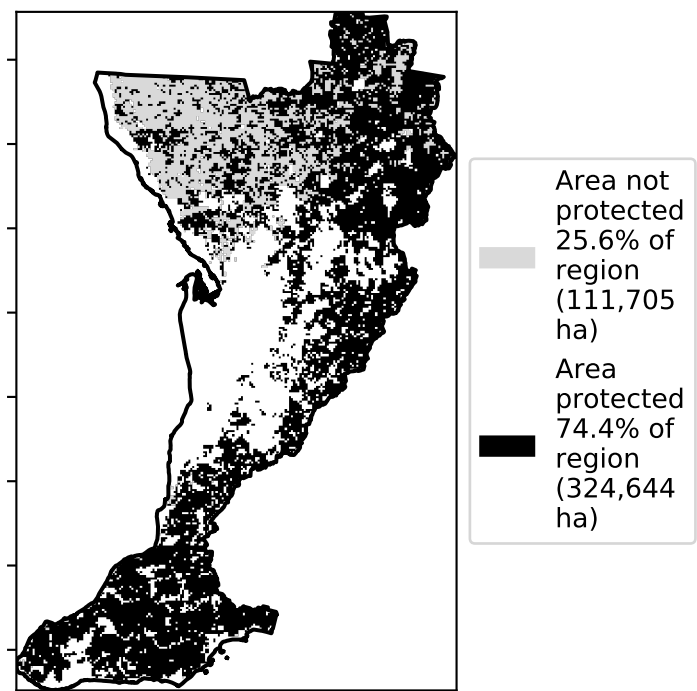 Area not
protected
25.6% of
region
(111,705
ha)
Area
protected
74.4% of
region
(324,644
ha)